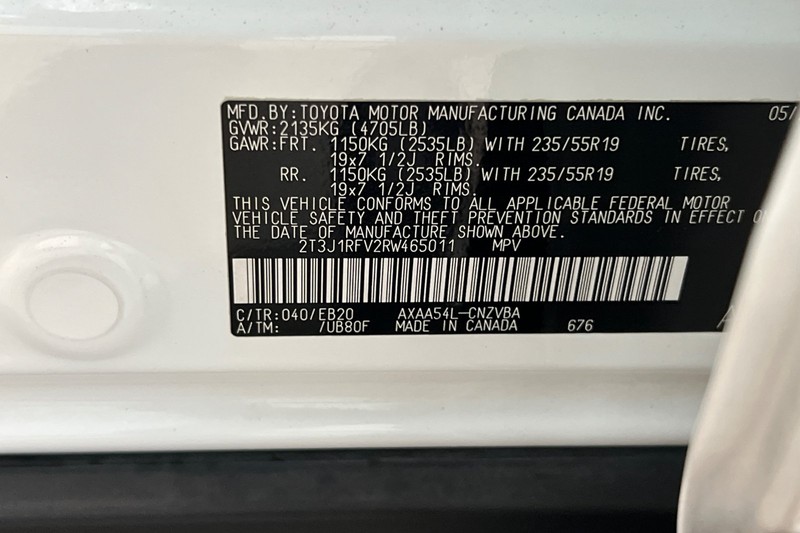 MFD.BY:TOYOTA MOTOR MANUFACTURING CANADA INC. 05/
GVWR:2135KG (4705LB)
GAWR:FRT. 1150KG (2535LB) WITH 235/55R19 TIRES,
19x7 1/2J RIMS.
RR. 1150KG (2535LB) WITH 235/55R19 TIRES,
19x7 1/2J RIMS.
THIS VEHICLE CONFORMS TO ALL APPLICABLE FEDERAL MOTOR
VEHICLE SAFETY AND THEFT PREVENTION STANDARDS IN EFFECT
THE DATE OF MANUFACTURE SHOWN ABOVE.
2T3J1RFV2RW465011 MPV
C/TR:040/EB20 AXAA54L-CNZVBA
A/TM: /UB80F MADE IN CANADA 676